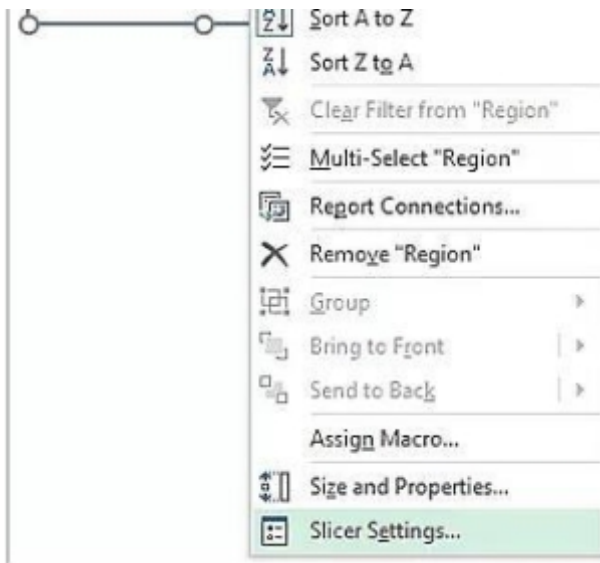 Sort A to Z
Sort Z to A
Clear Filter from "Region"
Multi-Select "Region"
Report Connections...
Remove "Region"
Group
Bring to Front
Send to Back
Assign Macro...
Size and Properties...
Slicer Settings...